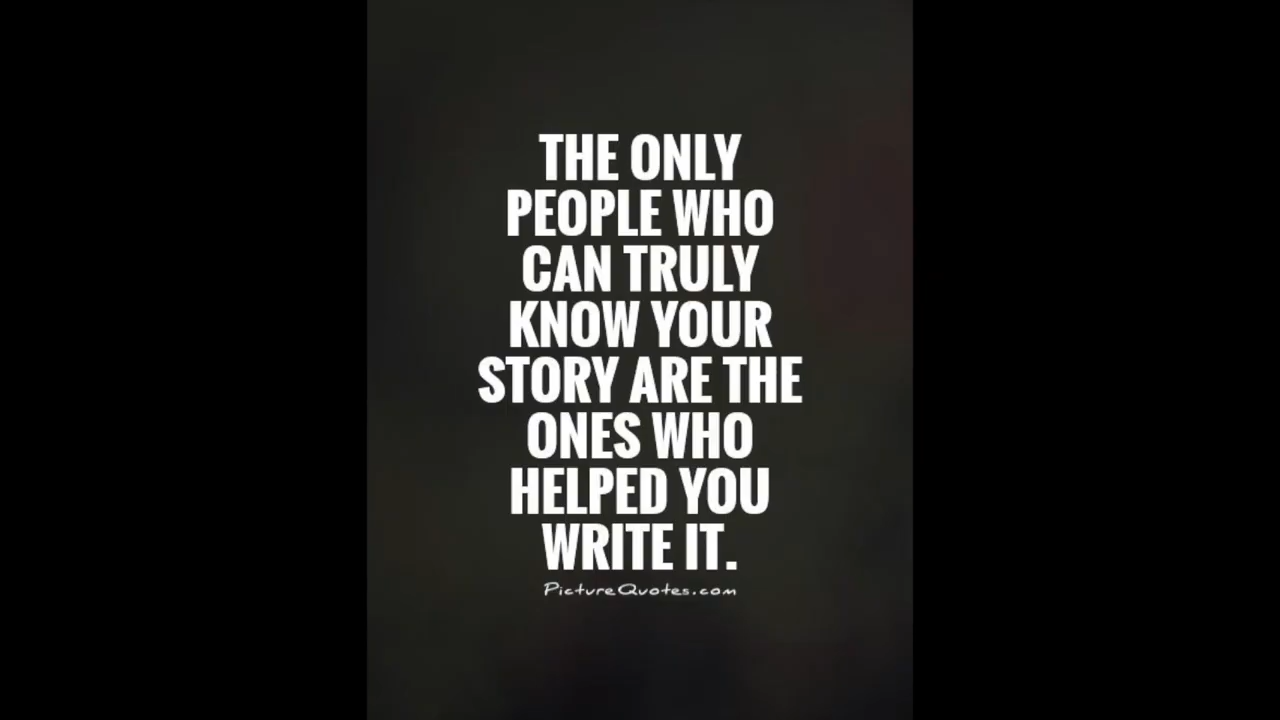 THE ONLY
PEOPLE WHO
CAN TRULY
KNOW YOUR
STORY ARE THE
ONES WHO
HELPED YOU
WRITE IT.
PictureQuotes.com